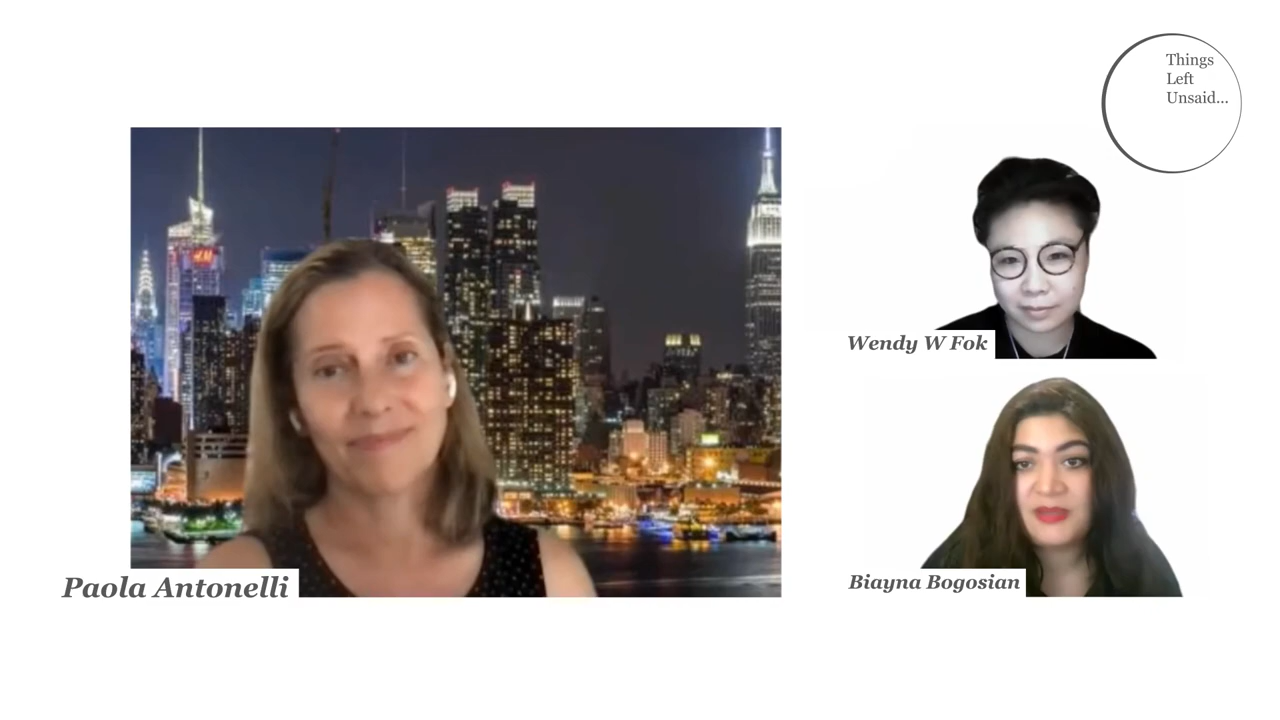 Things
Left
Unsaid...
H&M
Wendy W Fok
Paola Antonelli
Biayna Bogosian